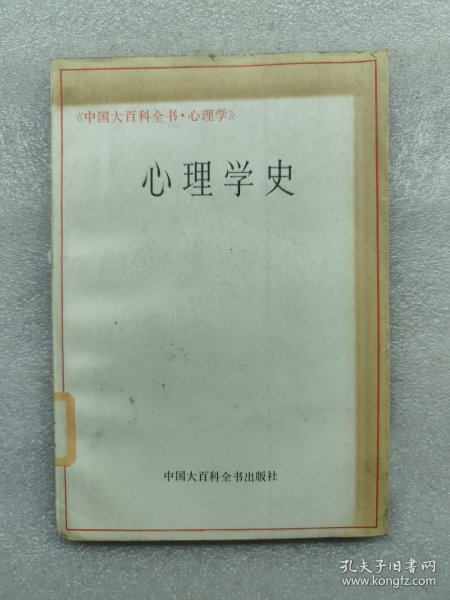 《中国大百科全书·心理学》
心理学史
中国大百科全书出版社
孔夫子旧书网
www.kongfz.com